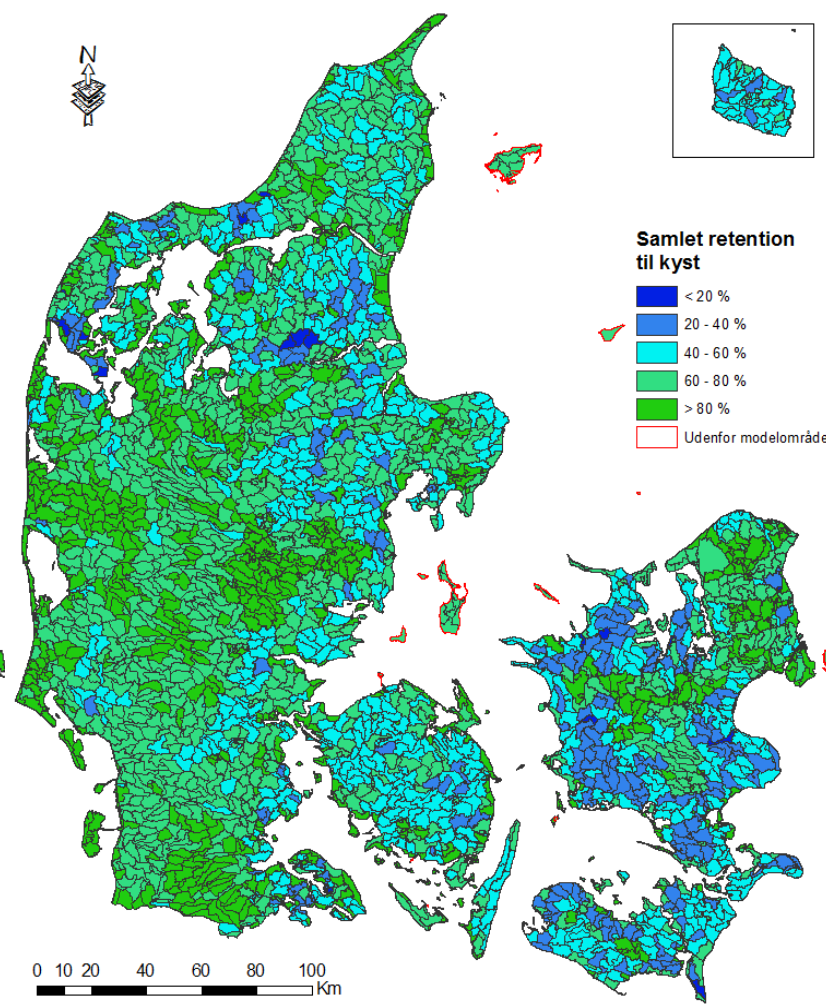 N
Samlet retention
til kyst
< 20 %
20 - 40 %
40 - 60 %
60 - 80 %
> 80 %
Udenfor modelområde
0 10 20 40 60 80 100
Km